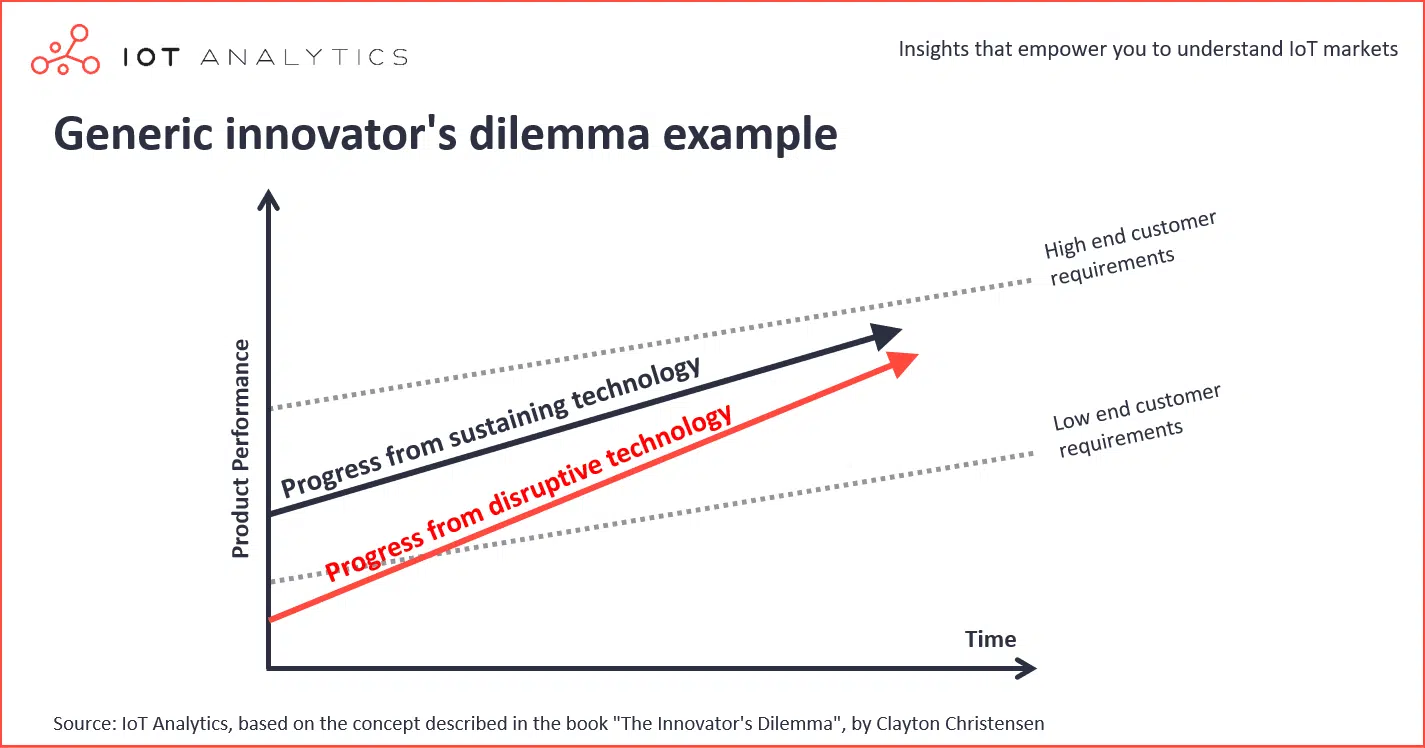 IOT ANALYTICS
Insights that empower you to understand IoT markets
Generic innovator's dilemma example
High end customer
requirements
Product Performance
Progress from sustaining technology
Progress from disruptive technology
Low end customer
requirements
Time
Source: IoT Analytics, based on the concept described in the book "The Innovator's Dilemma", by Clayton Christensen